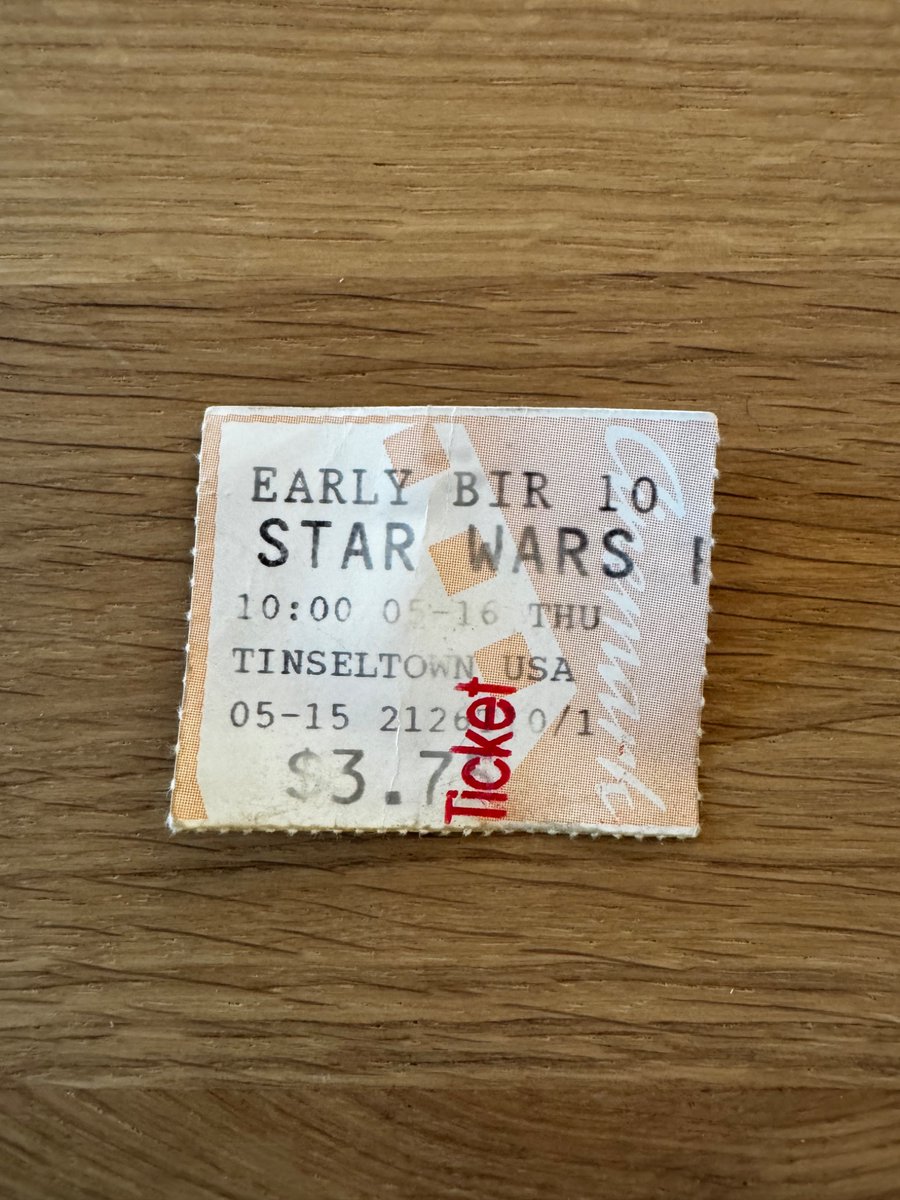 EARLY BIR 10
STAR WARS
10:00 05-16 THU
TINSELTOWN USA
05-15 0/1
$3.7
Ticket
Cinemark